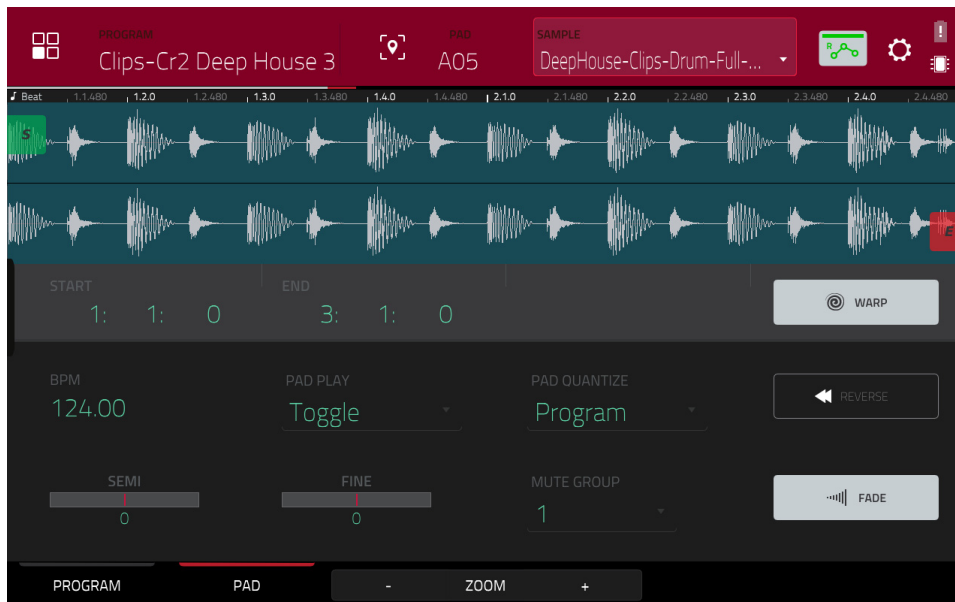 PROGRAM
Clips-Cr2 Deep House 3
PAD
A05
SAMPLE
DeepHouse-Clips-Drum-Full-...
R
!
Beat 1.1.480 1.2.0 1.2.480 1.3.0 1.3.480 1.4.0 1.4.480 2.1.0 2.1.480 2.2.0 2.2.480 2.3.0 2.3.480 2.4.0 2.4.480
S
E
START
1: 1: 0
END
3: 1: 0
WARP
BPM
124.00
PAD PLAY
Toggle
PAD QUANTIZE
Program
REVERSE
SEMI
0
FINE
0
MUTE GROUP
1
FADE
PROGRAM PAD - ZOOM +